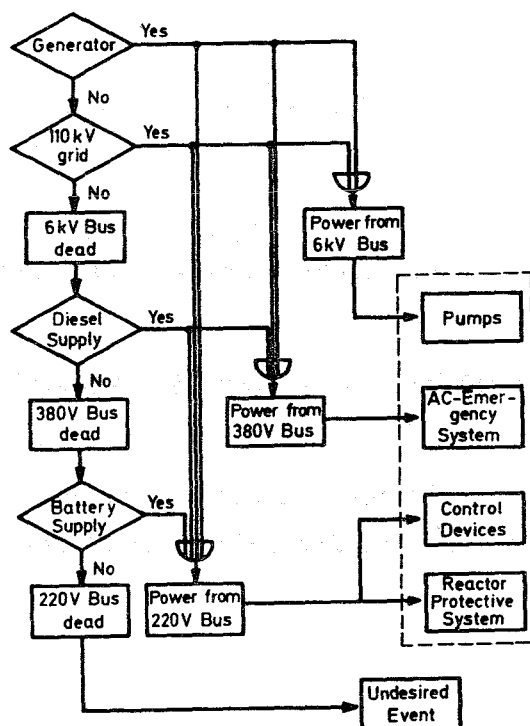 Generator
Yes
No
110kV
grid
Yes
No
6kV Bus
dead
Power from
6kV Bus
Pumps
Diesel
Supply
Yes
No
380V Bus
dead
Power from
380V Bus
AC-Emer-
gency
System
Battery
Supply
Yes
No
Control
Devices
220V Bus
dead
Power from
220V Bus
Reactor
Protective
System
Undesired
Event